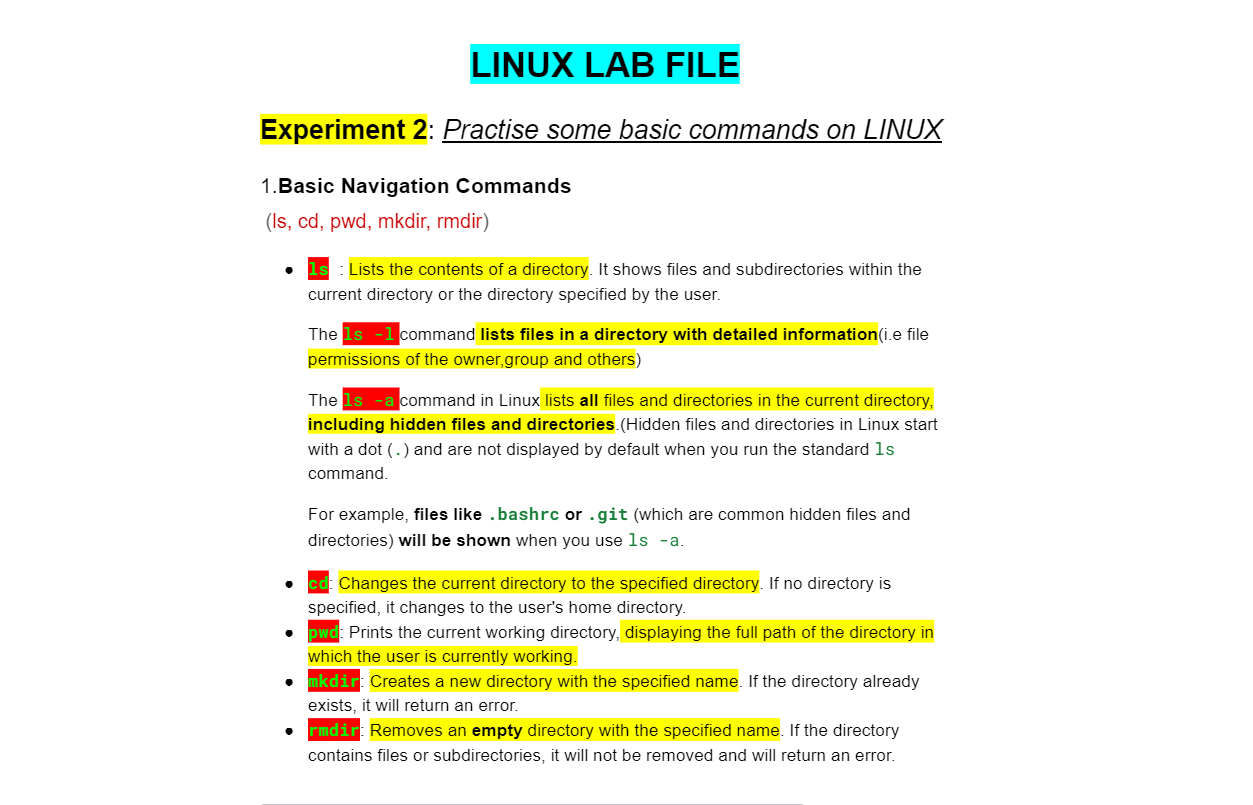 LINUX LAB FILE
Experiment 2: Practise some basic commands on LINUX
1.Basic Navigation Commands
(ls, cd, pwd, mkdir, rmdir)
● ls : Lists the contents of a directory. It shows files and subdirectories within the
current directory or the directory specified by the user.
The ls -l command lists files in a directory with detailed information(i.e file
permissions of the owner,group and others)
The ls -a command in Linux lists all files and directories in the current directory,
including hidden files and directories.(Hidden files and directories in Linux start
with a dot (.) and are not displayed by default when you run the standard ls
command.
For example, files like .bashrc or .git (which are common hidden files and
directories) will be shown when you use ls -a.
● cd: Changes the current directory to the specified directory. If no directory is
specified, it changes to the user's home directory.
● pwd: Prints the current working directory, displaying the full path of the directory in
which the user is currently working.
● mkdir: Creates a new directory with the specified name. If the directory already
exists, it will return an error.
● rmdir: Removes an empty directory with the specified name. If the directory
contains files or subdirectories, it will not be removed and will return an error.